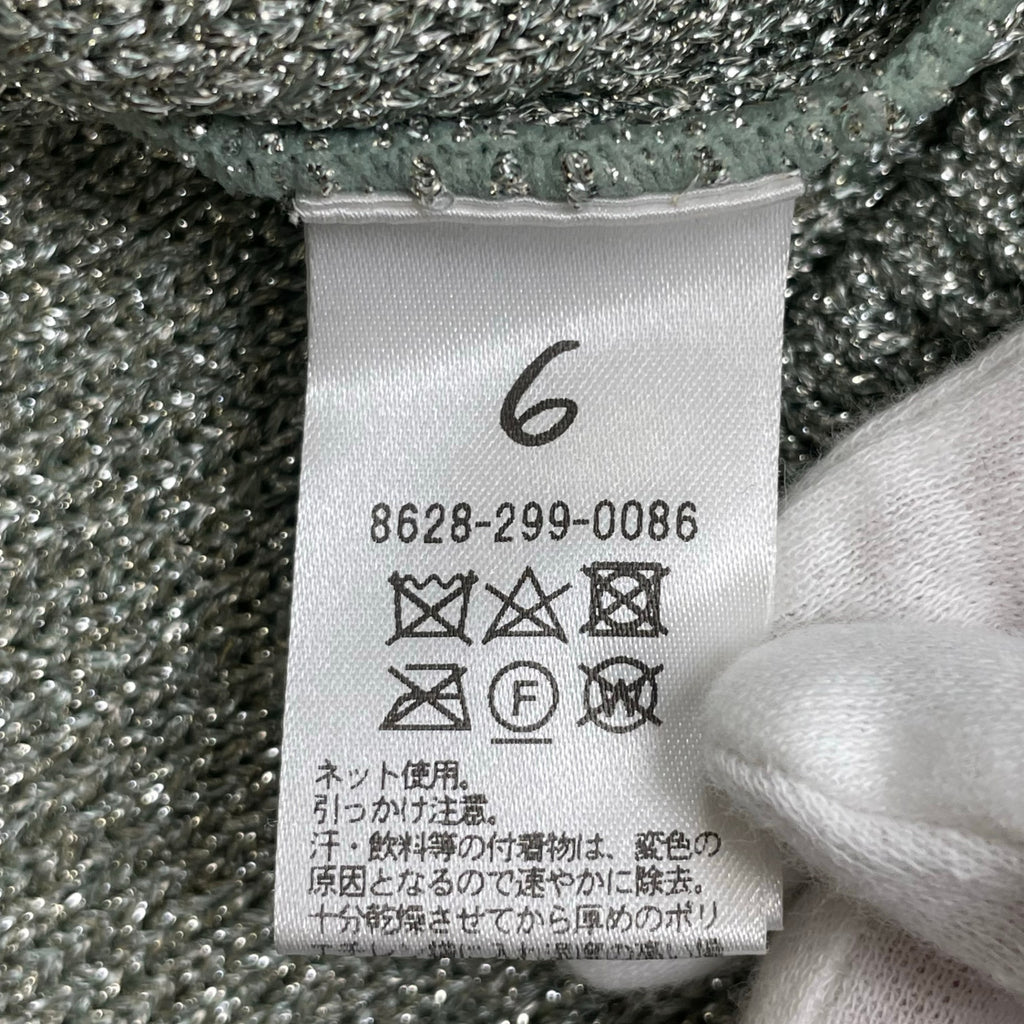 6
8628-299-0086
F
W
ネット使用。
引っかけ注意。
汗・飲料等の付着物は、変色の
原因となるので速やかに除去。
十分乾燥させてから厚めのポリ